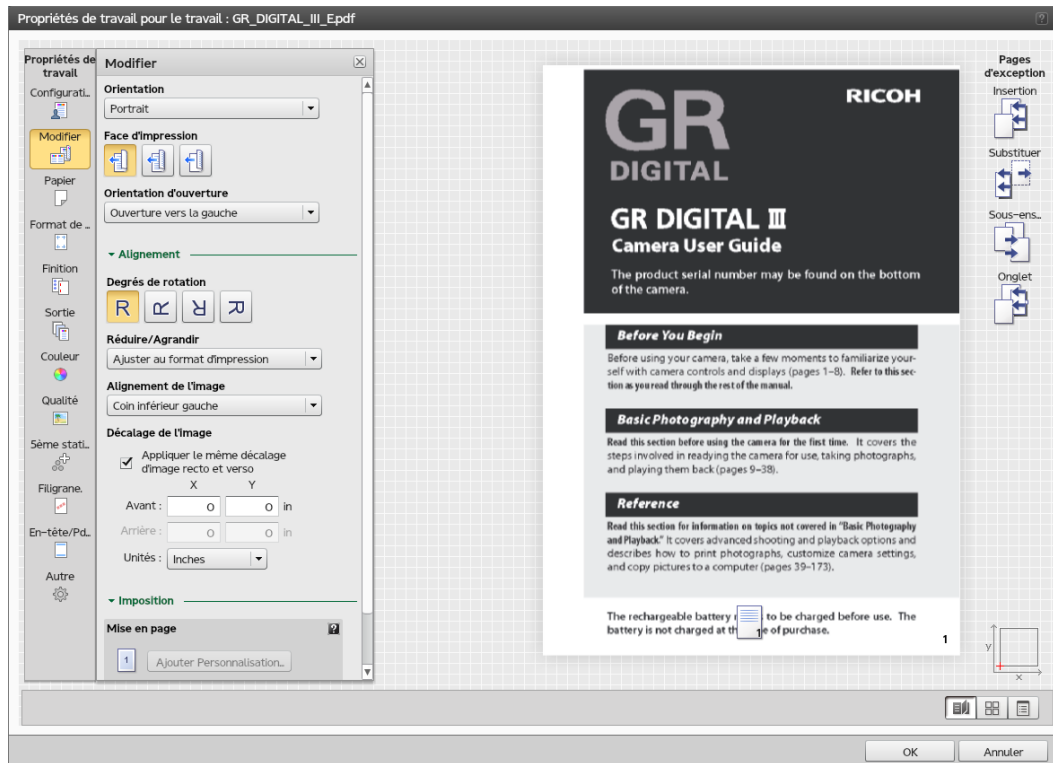 Propriétés de travail pour le travail : GR_DIGITAL_III_E.pdf
?
Propriétés de
travail
Configurati...
Modifier
Papier
Format de ...
Finition
Sortie
Couleur
Qualité
5ème stati...
Filigrane.
En-tête/Pd...
Autre
Modifier
Orientation
Portrait
Face d'impression
Orientation d'ouverture
Ouverture vers la gauche
Alignement
Degrés de rotation
R R R R
Réduire/Agrandir
Ajuster au format d'impression
Alignement de l'image
Coin inférieur gauche
Décalage de l'image
Appliquer le même décalage
d'image recto et verso
X Y
Avant : 0 0 in
Arrière : 0 0 in
Unités : Inches
Imposition
Mise en page
?
1 Ajouter Personnalisation...
RICOH
GR
DIGITAL
GR DIGITAL III
Camera User Guide
The product serial number may be found on the bottom
of the camera.
Before You Begin
Before using your camera, take a few moments to familiarize your-
self with camera controls and displays (pages 1–8). Refer to this sec-
tion as you read through the rest of the manual.
Basic Photography and Playback
Read this section before using the camera for the first time. It covers the
steps involved in readying the camera for use, taking photographs,
and playing them back (pages 9–38).
Reference
Read this section for information on topics not covered in "Basic Photography
and Playback." It covers advanced shooting and playback options and
describes how to print photographs, customize camera settings,
and copy pictures to a computer (pages 39–173).
The rechargeable battery to be charged before use. The
battery is not charged at of purchase.
1
1
Pages
d'exception
Insertion
Substituer
Sous-ens...
Onglet
y
x
OK
Annuler